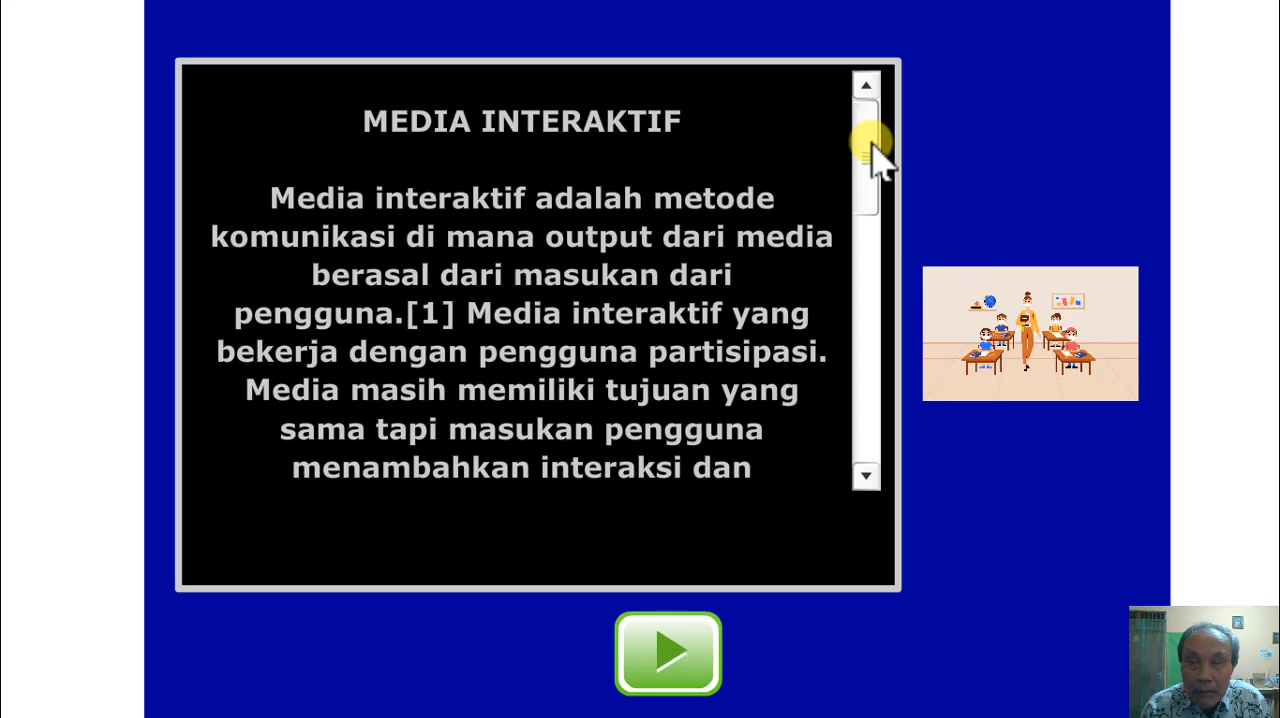 MEDIA INTERAKTIF
Media interaktif adalah metode
komunikasi di mana output dari media
berasal dari masukan dari
pengguna.[1] Media interaktif yang
bekerja dengan pengguna partisipasi.
Media masih memiliki tujuan yang
sama tapi masukan pengguna
menambahkan interaksi dan